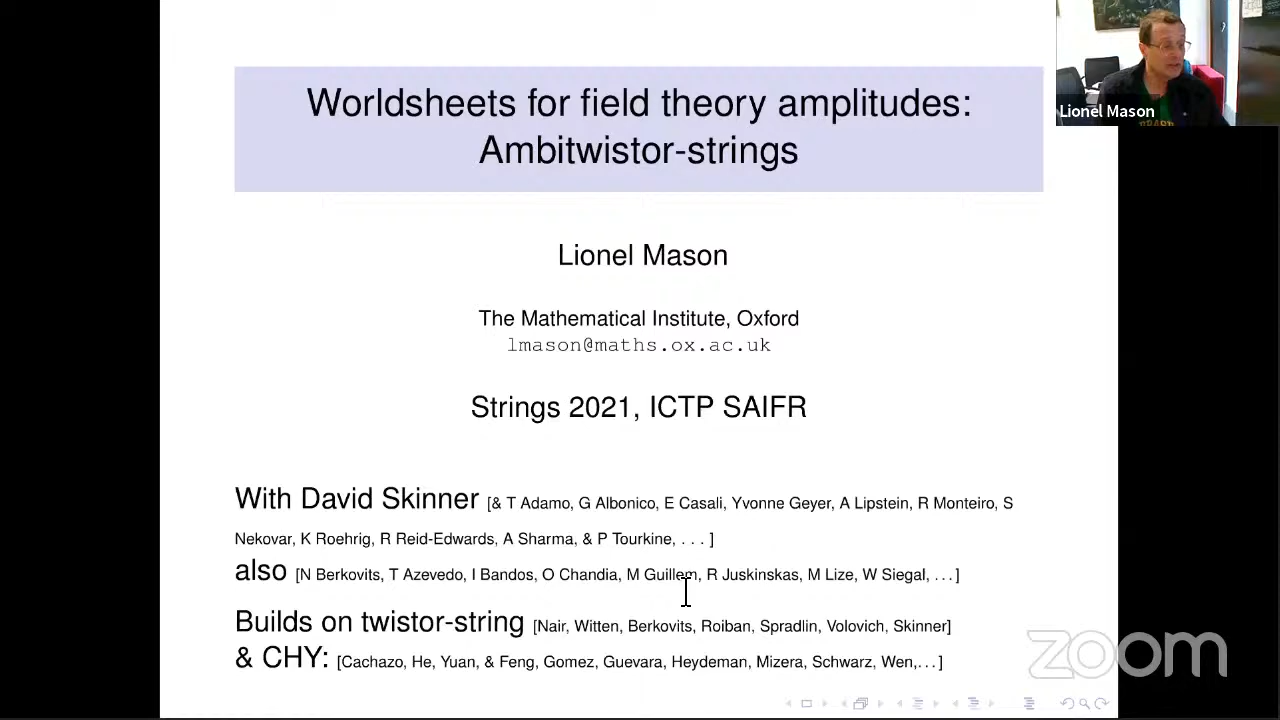 Worldsheets for field theory amplitudes:
Ambitwistor-strings
Lionel Mason
Lionel Mason
The Mathematical Institute, Oxford
lmason@maths.ox.ac.uk
Strings 2021, ICTP SAIFR
With David Skinner [& T Adamo, G Albonico, E Casali, Yvonne Geyer, A Lipstein, R Monteiro, S
Nekovar, K Roehrig, R Reid-Edwards, A Sharma, & P Tourkine, . . . ]
also [N Berkovits, T Azevedo, I Bandos, O Chandia, M Guillem, R Juskinskas, M Lize, W Siegal, . . . ]
Builds on twistor-string [Nair, Witten, Berkovits, Roiban, Spradlin, Volovich, Skinner]
& CHY: [Cachazo, He, Yuan, & Feng, Gomez, Guevara, Heydeman, Mizera, Schwarz, Wen,. . . ]
zoom